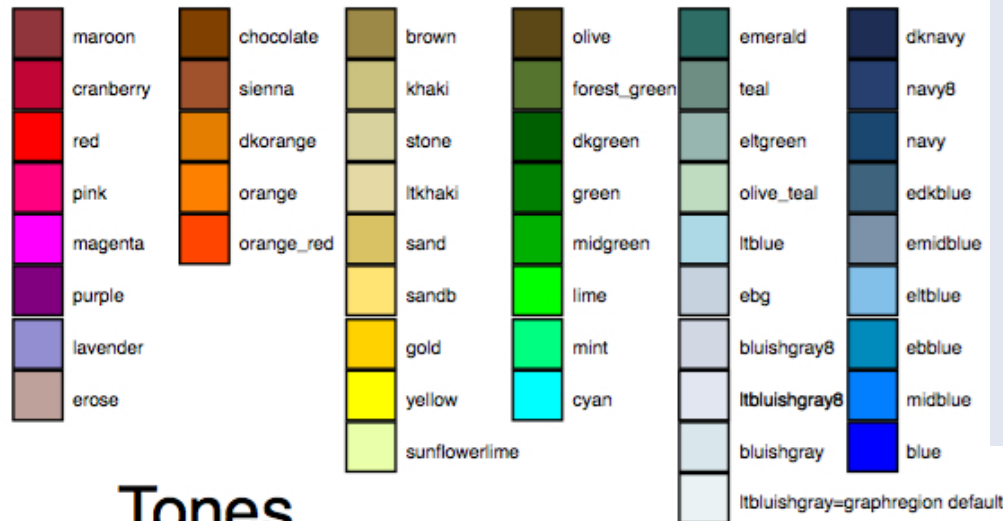 maroon chocolate brown olive emerald dknavy
cranberry sienna khaki forest_green teal navy8
red dkorange stone dkgreen eltgreen navy
pink orange ltkhaki green olive_teal edkblue
magenta orange_red sand midgreen ltblue emidblue
purple sandb lime ebg eltblue
lavender gold mint bluishgray8 ebblue
erose yellow cyan ltbluishgray8 midblue
sunflowerlime bluishgray blue
ltbluishgray=graphregion default
Tones